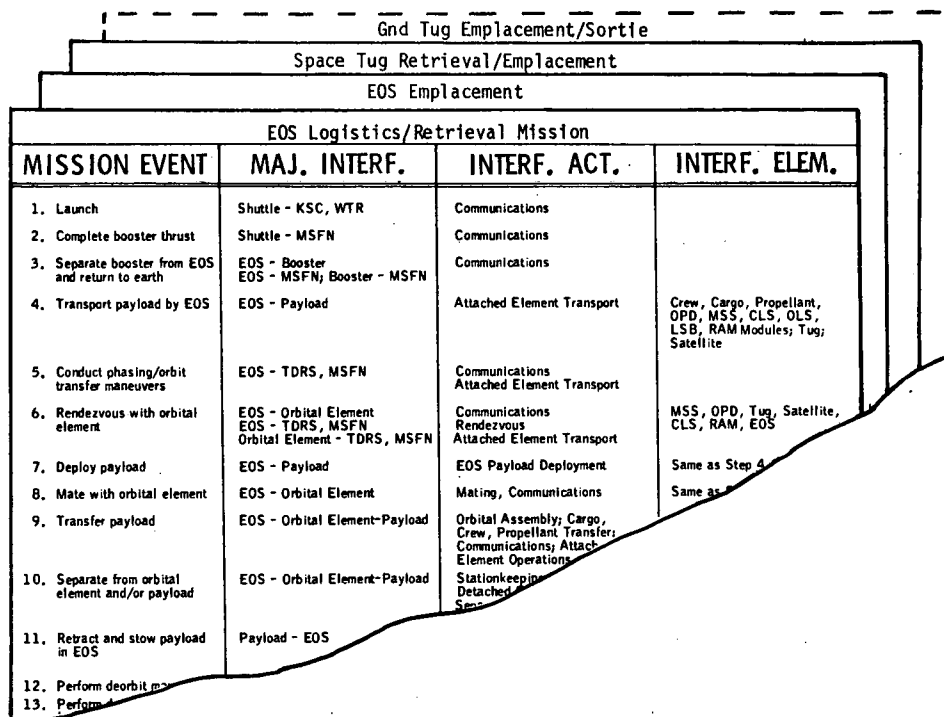 Gnd Tug Emplacement/Sortie
Space Tug Retrieval/Emplacement
EOS Emplacement
EOS Logistics/Retrieval Mission
MISSION EVENT MAJ. INTERF. INTERF. ACT. INTERF. ELEM.
1. Launch Shuttle - KSC, WTR Communications
2. Complete booster thrust Shuttle - MSFN Communications
3. Separate booster from EOS EOS - Booster Communications
and return to earth EOS - MSFN; Booster - MSFN
4. Transport payload by EOS EOS - Payload Attached Element Transport Crew, Cargo, Propellant,
OPD, MSS, CLS, OLS,
LSB, RAM Modules; Tug;
Satellite
5. Conduct phasing/orbit EOS - TDRS, MSFN Communications
transfer maneuvers Attached Element Transport
6. Rendezvous with orbital EOS - Orbital Element Communications MSS, OPD, Tug, Satellite,
element EOS - TDRS, MSFN Rendezvous CLS, RAM, EOS
Orbital Element - TDRS, MSFN Attached Element Transport
7. Deploy payload EOS - Payload EOS Payload Deployment Same as Step 4
8. Mate with orbital element EOS - Orbital Element Mating, Communications Same as
9. Transfer payload EOS - Orbital Element-Payload Orbital Assembly; Cargo,
Crew, Propellant Transfer;
Communications; Attach
Element Operations
10. Separate from orbital EOS - Orbital Element-Payload Stationkeeping
element and/or payload Detached
11. Retract and stow payload Payload - EOS
in EOS
12. Perform deorbit
13. Perform